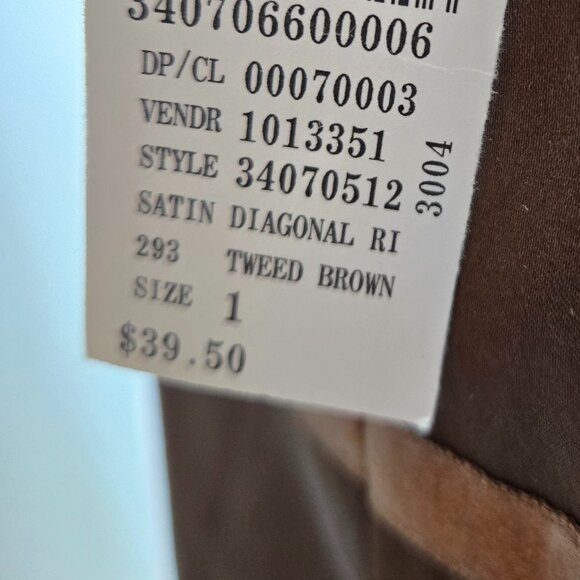 340706600006
DP/CL 00070003
VENDR 1013351
STYLE 34070512
3004
SATIN DIAGONAL RI
293 TWEED BROWN
SIZE 1
$39.50